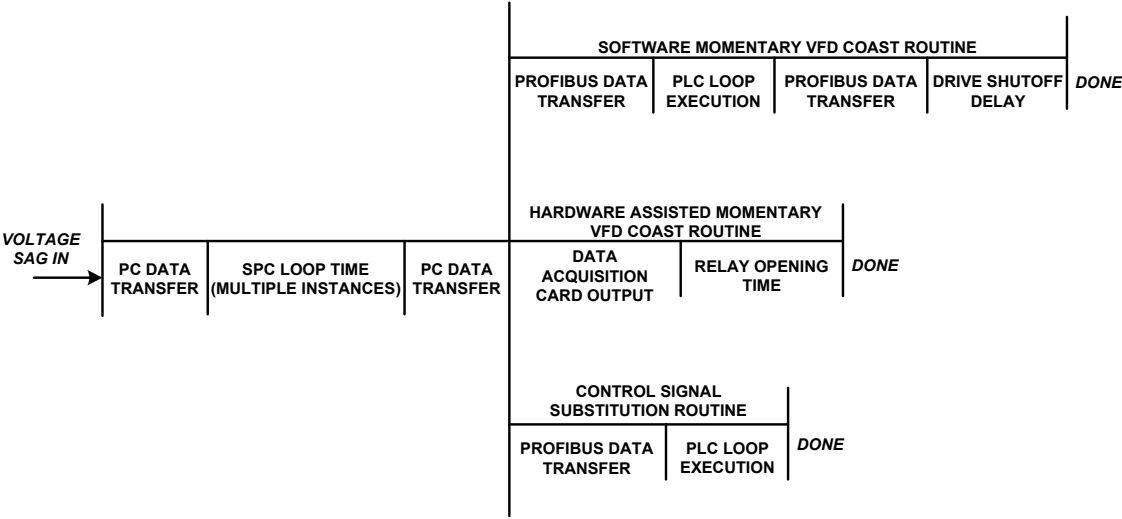 SOFTWARE MOMENTARY VFD COAST ROUTINE
PROFIBUS DATA
TRANSFER
PLC LOOP
EXECUTION
PROFIBUS DATA
TRANSFER
DRIVE SHUTOFF
DELAY
DONE
VOLTAGE
SAG IN
PC DATA
TRANSFER
SPC LOOP TIME
(MULTIPLE INSTANCES)
PC DATA
TRANSFER
HARDWARE ASSISTED MOMENTARY
VFD COAST ROUTINE
DATA
ACQUISITION
CARD OUTPUT
RELAY OPENING
TIME
DONE
CONTROL SIGNAL
SUBSTITUTION ROUTINE
PROFIBUS DATA
TRANSFER
PLC LOOP
EXECUTION
DONE